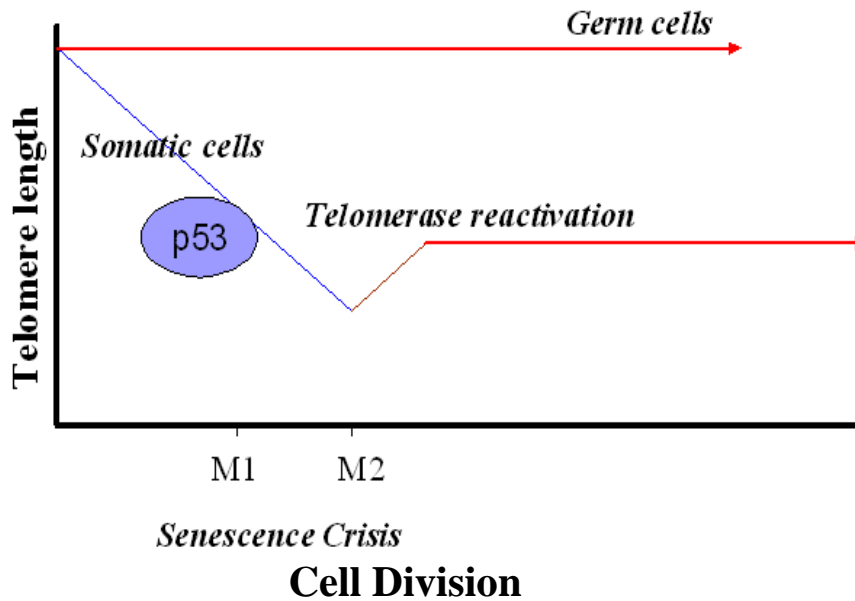 Germ cells
Telomere length
Somatic cells
Telomerase reactivation
p53
M1 M2
Senescence Crisis
Cell Division